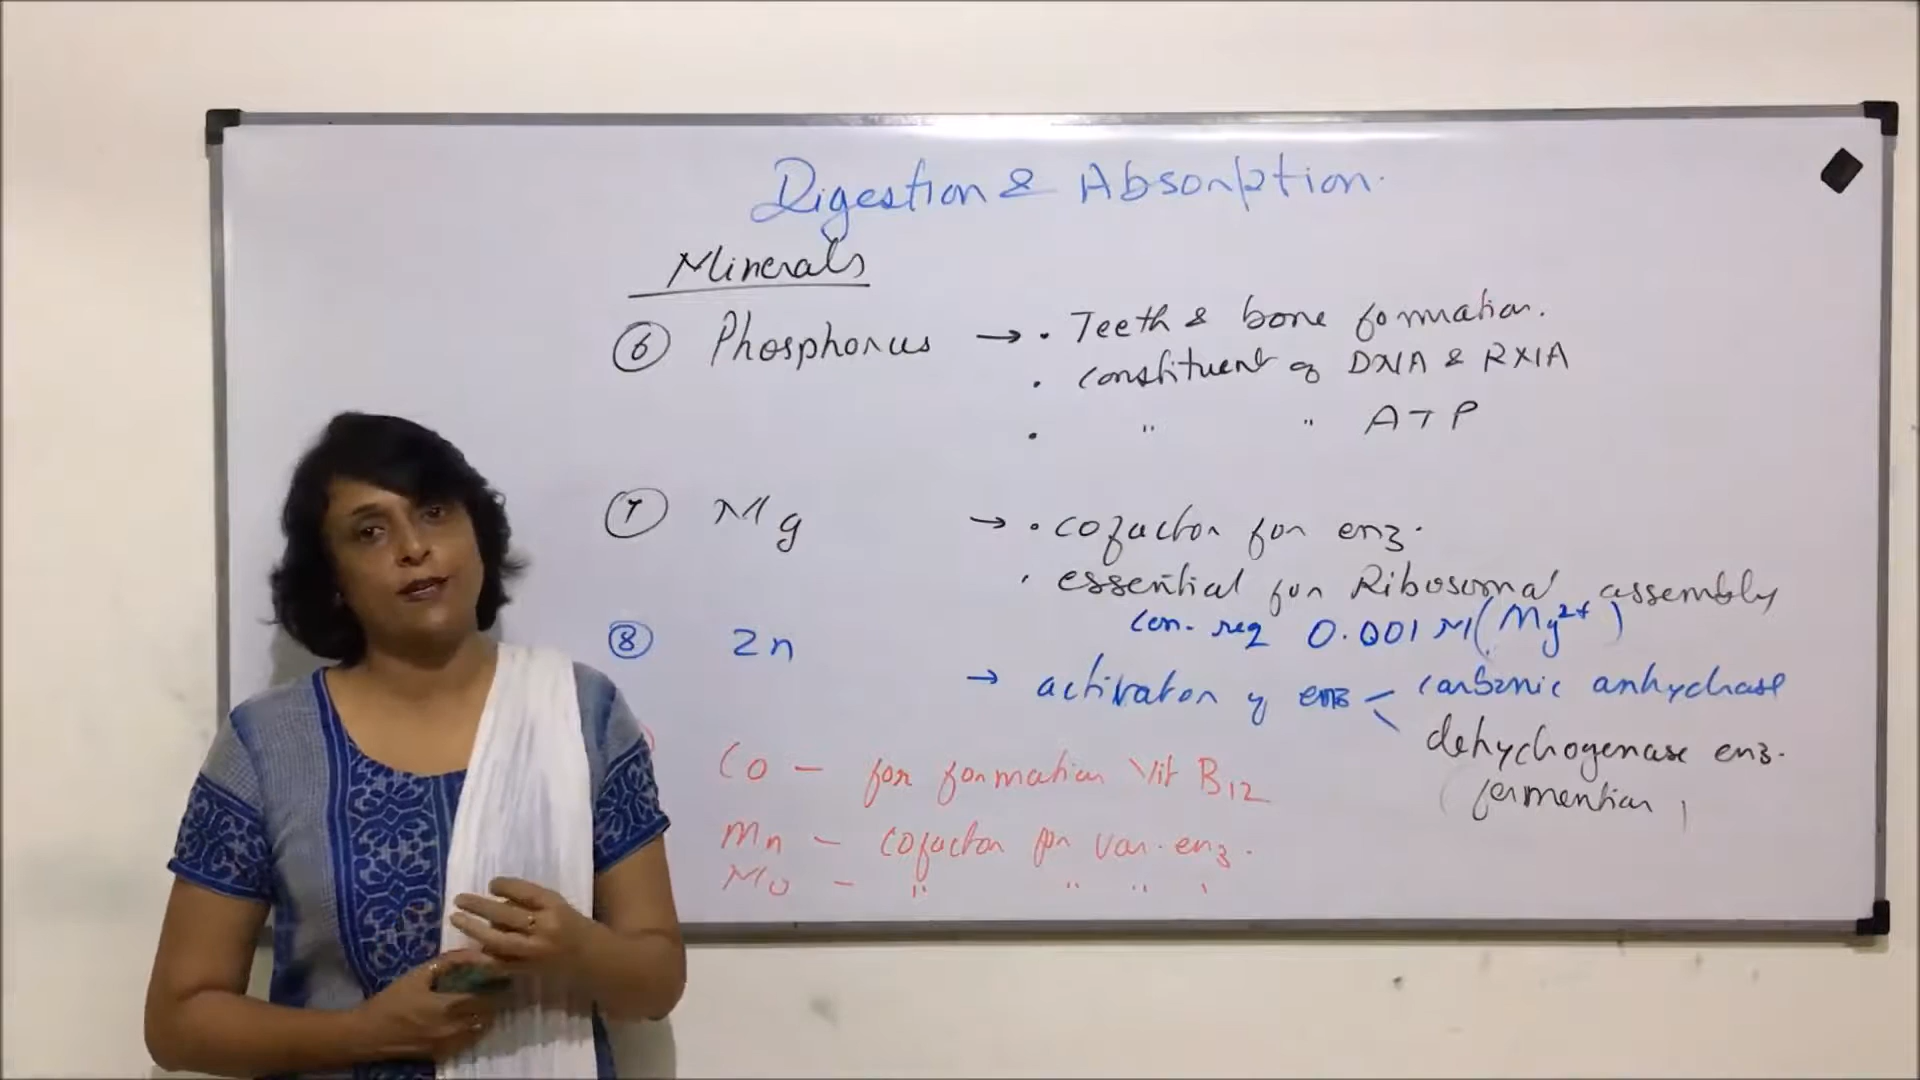 Digestion & Absorption.
Minerals
⑥ Phosphorus → • Teeth & bone formation.
• constituent of DNA & RNA
• " " ATP
⑦ Mg → • cofactor for enz.
• essential for Ribosomal assembly
con. req 0.001 M (Mg²⁺)
⑧ Zn → activator of enz – carbonic anhydrase
dehydrogenase enz.
fermention
Co – for formation Vit B₁₂
Mn – cofactor for var. enz.
Mo – " " " "